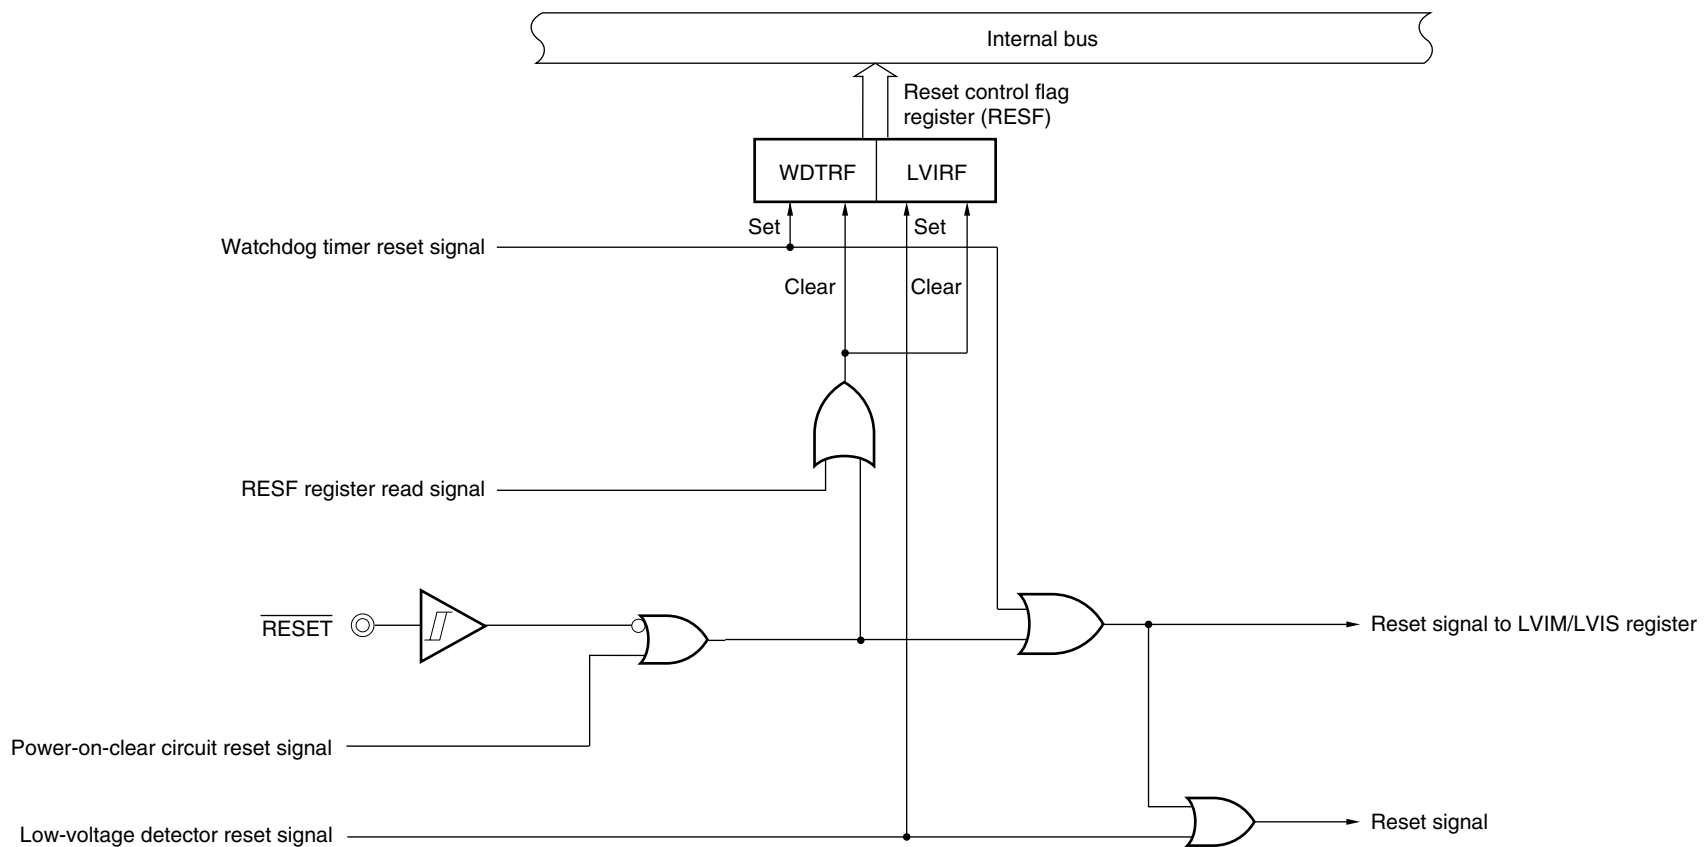 Internal bus
Reset control flag
register (RESF)
WDTRF
LVIRF
Set
Set
Watchdog timer reset signal
Clear
Clear
RESF register read signal
RESET
Reset signal to LVIM/LVIS register
Power-on-clear circuit reset signal
Low-voltage detector reset signal
Reset signal